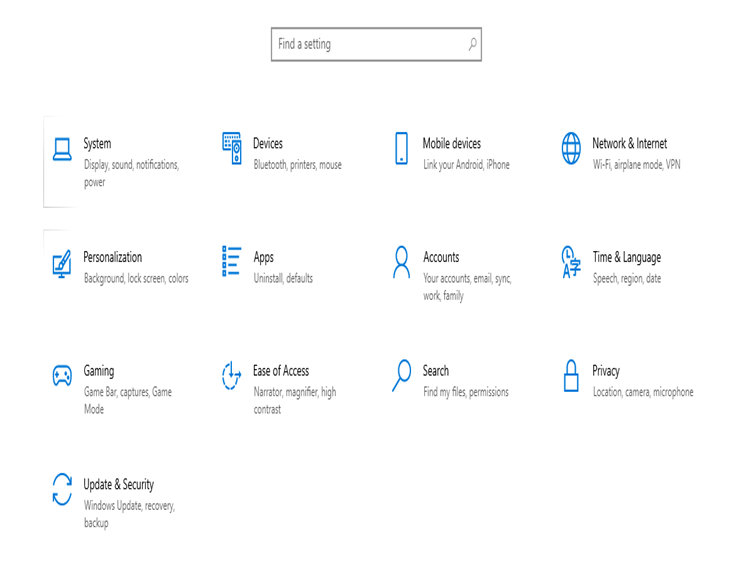 Find a setting
System
Display, sound, notifications,
power
Devices
Bluetooth, printers, mouse
Mobile devices
Link your Android, iPhone
Network & Internet
Wi-Fi, airplane mode, VPN
Personalization
Background, lock screen, colors
Apps
Uninstall, defaults
Accounts
Your accounts, email, sync,
work, family
Time & Language
Speech, region, date
Gaming
Game Bar, captures, Game
Mode
Ease of Access
Narrator, magnifier, high
contrast
Search
Find my files, permissions
Privacy
Location, camera, microphone
Update & Security
Windows Update, recovery,
backup